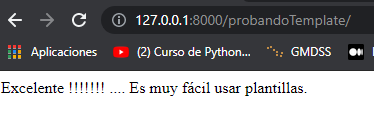 127.0.0.1:8000/probandoTemplate/
Aplicaciones (2) Curso de Python... GMDSS
Excelente !!!!!!! .... Es muy fácil usar plantillas.